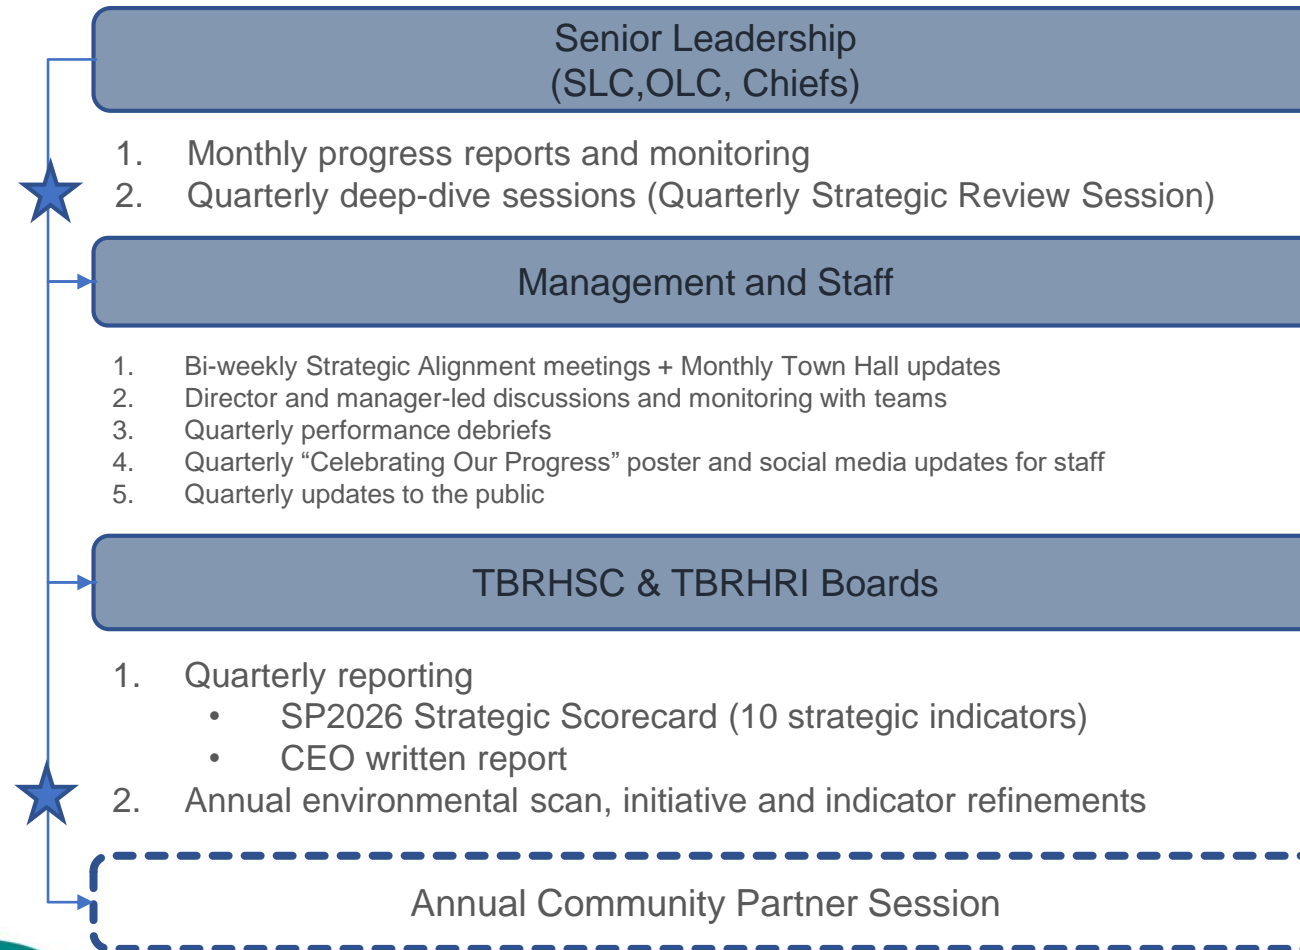 Senior Leadership
(SLC,OLC, Chiefs)
1. Monthly progress reports and monitoring
2. Quarterly deep-dive sessions (Quarterly Strategic Review Session)
Management and Staff
1. Bi-weekly Strategic Alignment meetings + Monthly Town Hall updates
2. Director and manager-led discussions and monitoring with teams
3. Quarterly performance debriefs
4. Quarterly “Celebrating Our Progress” poster and social media updates for staff
5. Quarterly updates to the public
TBRHSC & TBRHRI Boards
1. Quarterly reporting
• SP2026 Strategic Scorecard (10 strategic indicators)
• CEO written report
2. Annual environmental scan, initiative and indicator refinements
Annual Community Partner Session